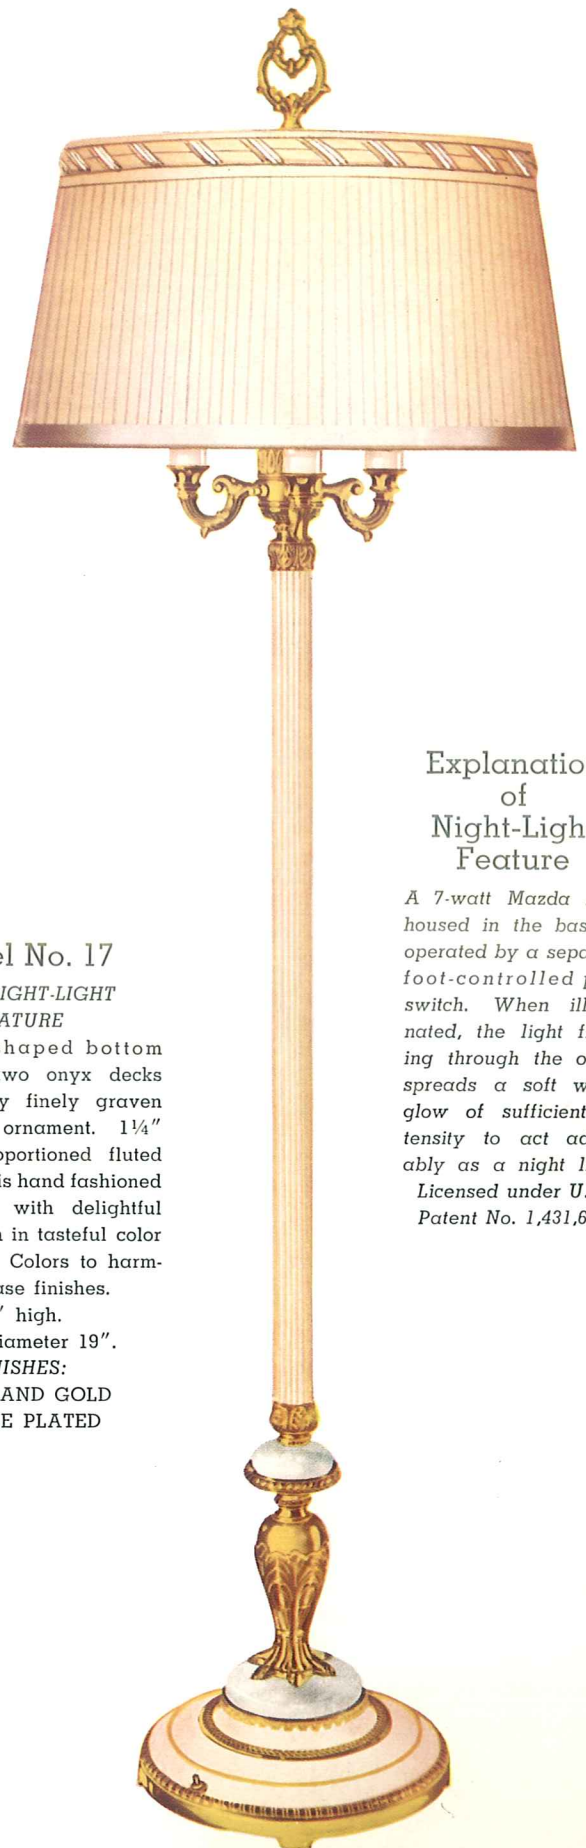 el No. 17
IGHT-LIGHT
ATURE
haped bottom
wo onyx decks
y finely graven
ornament. 1¼"
oportioned fluted
is hand fashioned
with delightful
n in tasteful color
Colors to harm-
ase finishes.
" high.
iameter 19".
NISHES:
AND GOLD
E PLATED
Explanatio
of
Night-Ligh
Feature
A 7-watt Mazda
housed in the bas
operated by a sepa
foot-controlled p
switch. When ill
nated, the light f
ing through the o
spreads a soft w
glow of sufficient
tensity to act ad
ably as a night l
Licensed under U.
Patent No. 1,431,6